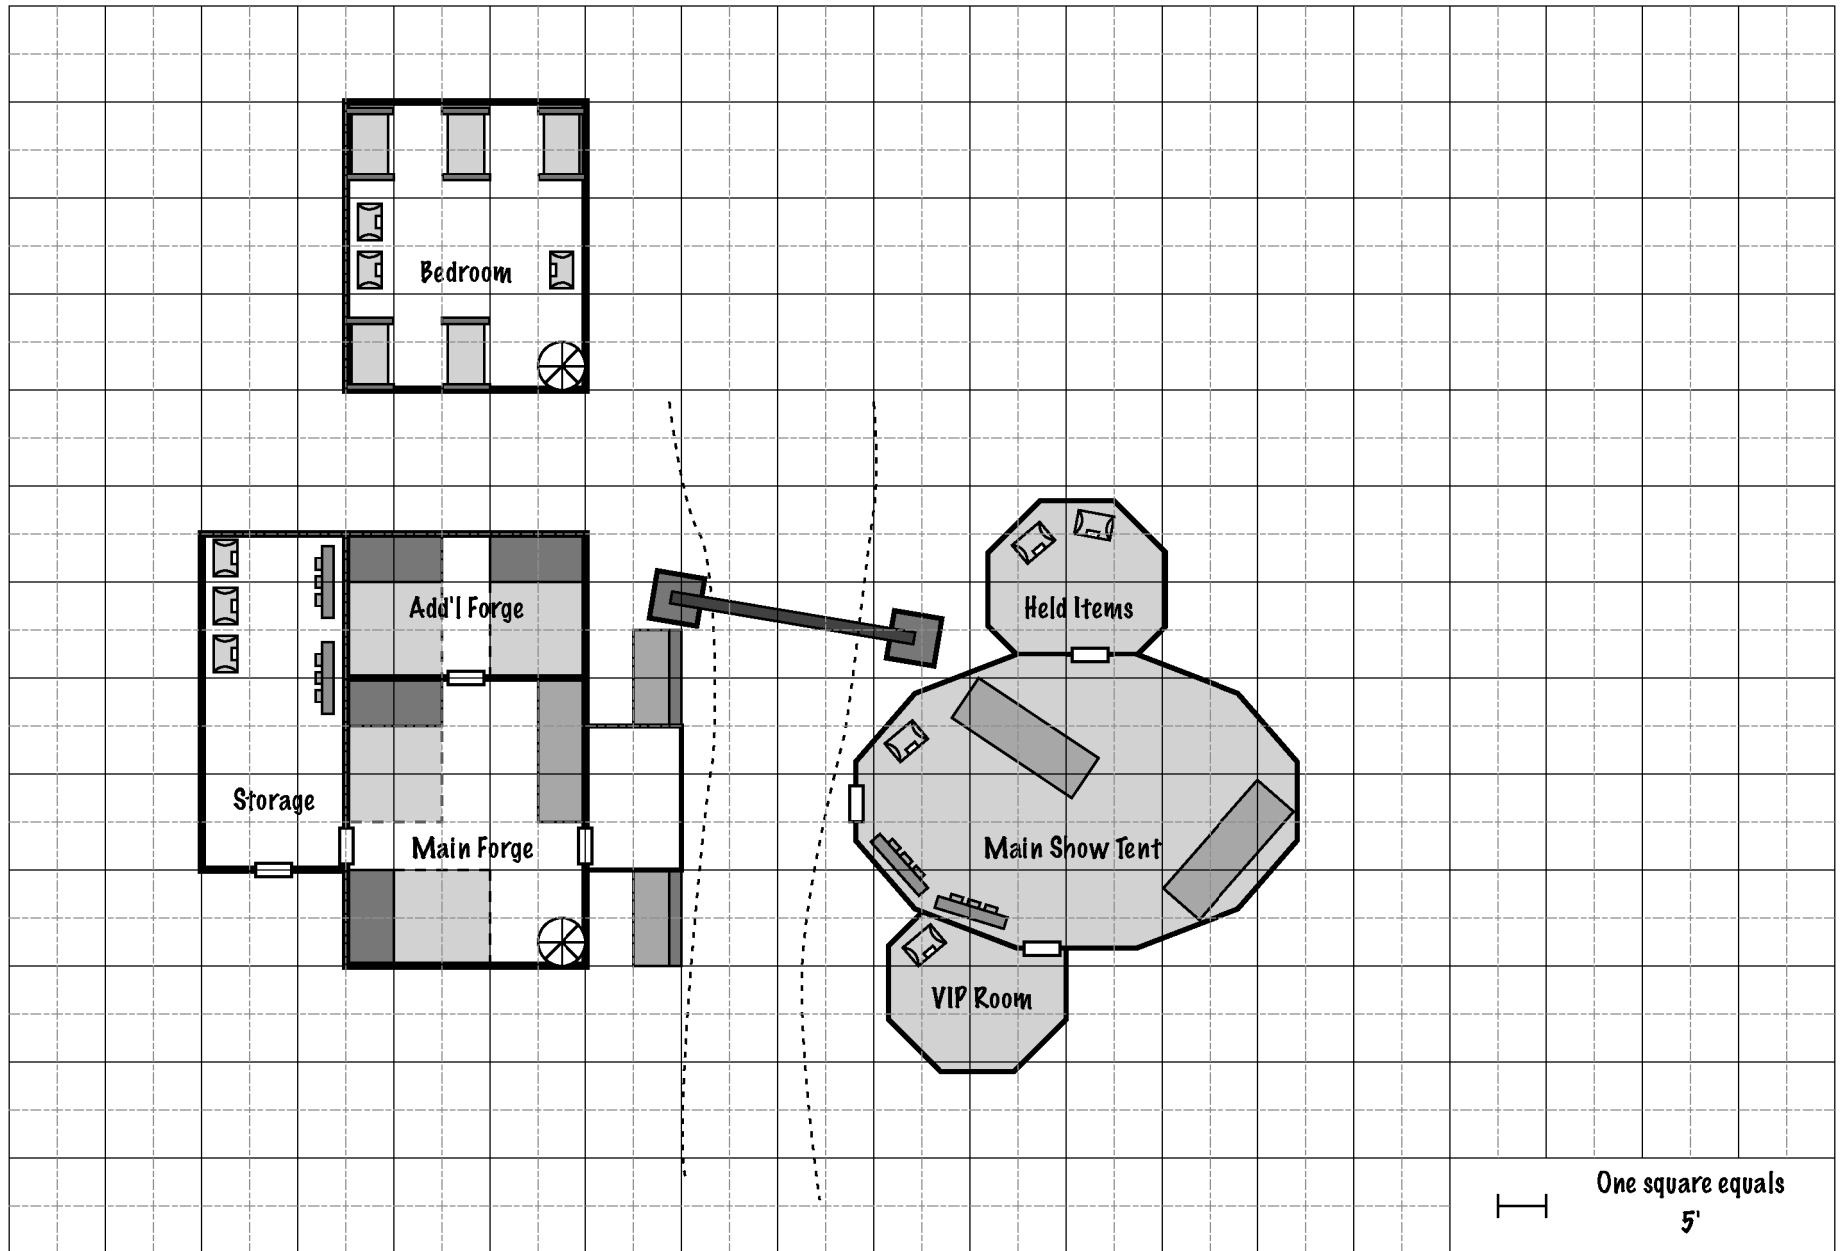 Bedroom
Add'l Forge
Held Items
Storage
Main Forge
Main Show Tent
VIP Room
One square equals
5'